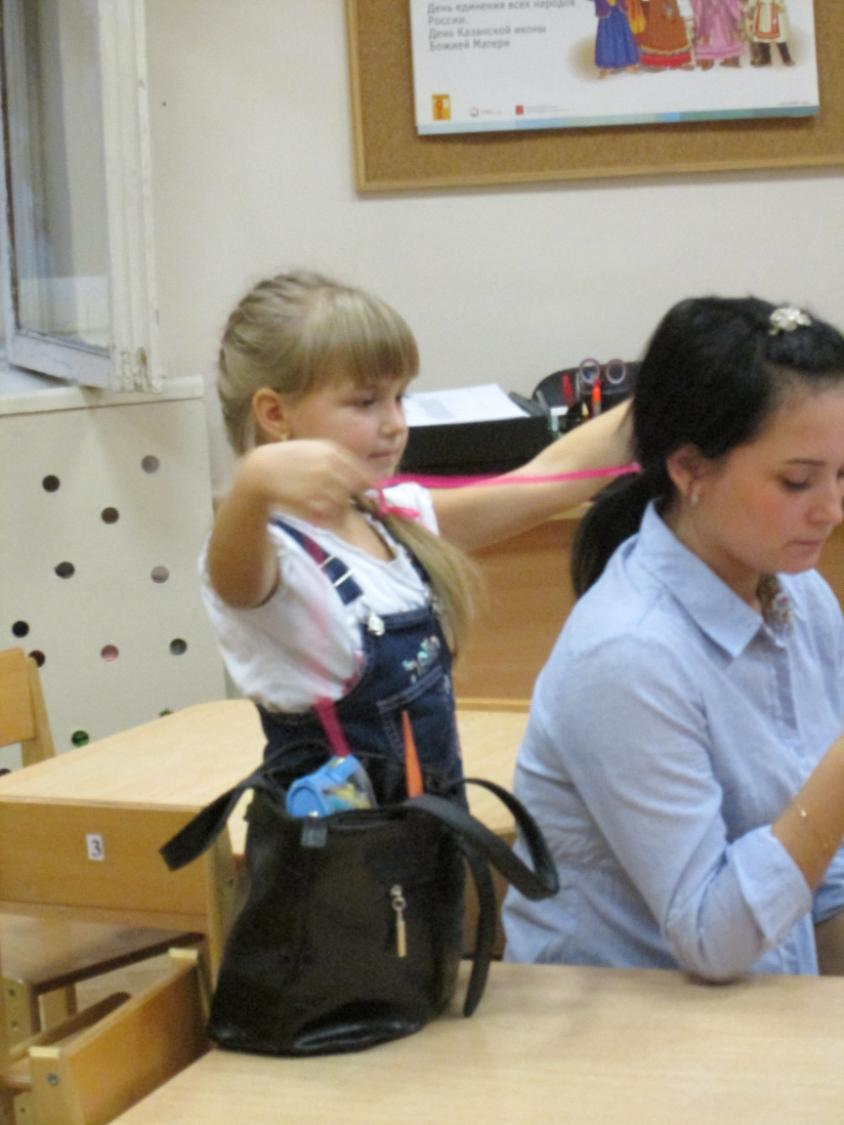 День единения всех народов
России.
День Казанской иконы
Божией Матери
3